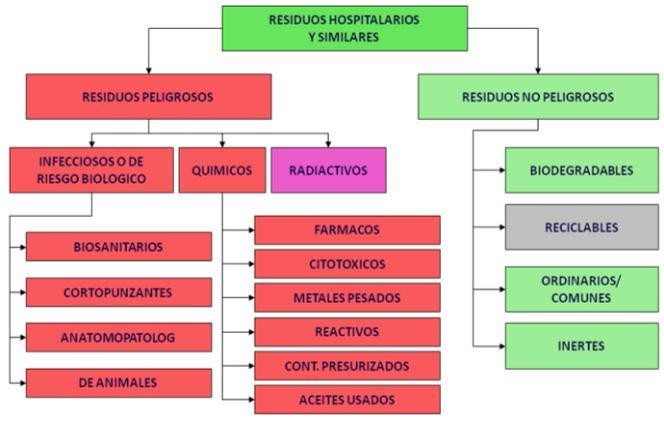 RESIDUOS HOSPITALARIOS
Y SIMILARES
RESIDUOS PELIGROSOS
RESIDUOS NO PELIGROSOS
INFECCIOSOS O DE
RIESGO BIOLOGICO
QUIMICOS
RADIACTIVOS
BIOSANITARIOS
CORTOPUNZANTES
ANATOMOPATOLOG
DE ANIMALES
FARMACOS
CITOTOXICOS
METALES PESADOS
REACTIVOS
CONT. PRESURIZADOS
ACEITES USADOS
BIODEGRADABLES
RECICLABLES
ORDINARIOS/
COMUNES
INERTES